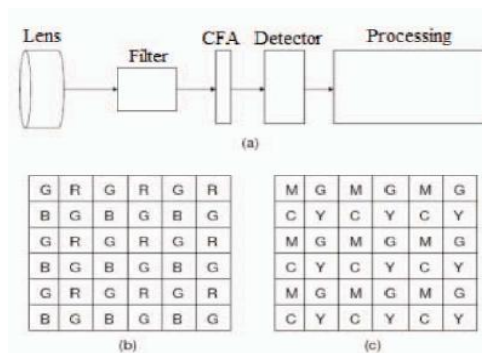 Lens Filter CFA Detector Processing
(a)
G R G R G R M G M G M G
B G B G B G C Y C Y C Y
G R G R G R M G M G M G
B G B G B G C Y C Y C Y
G R G R G R M G M G M G
B G B G B G C Y C Y C Y
(b) (c)